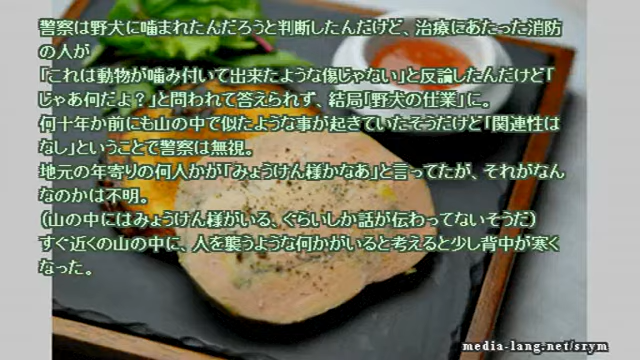 警察は野犬に噛まれたんだろうと判断したんだけど、治療にあたった消防
の人が
「これは動物が噛み付いて出来たような傷じゃない」と反論したんだけど「
じゃあ何だよ？」と問われて答えられず、結局「野犬の仕業」に。
何十年か前にも山の中で似たような事が起きていたそうだけど「関連性は
なし」ということで警察は無視。
地元の年寄りの何人かが「みょうけん様かなあ」と言ってたが、それがなん
なのかは不明。
（山の中にはみょうけん様がいる、ぐらいしか話が伝わってないそうだ）
すぐ近くの山の中に、人を襲うような何かがいると考えると少し背中が寒く
なった。
media-lang.net/srym